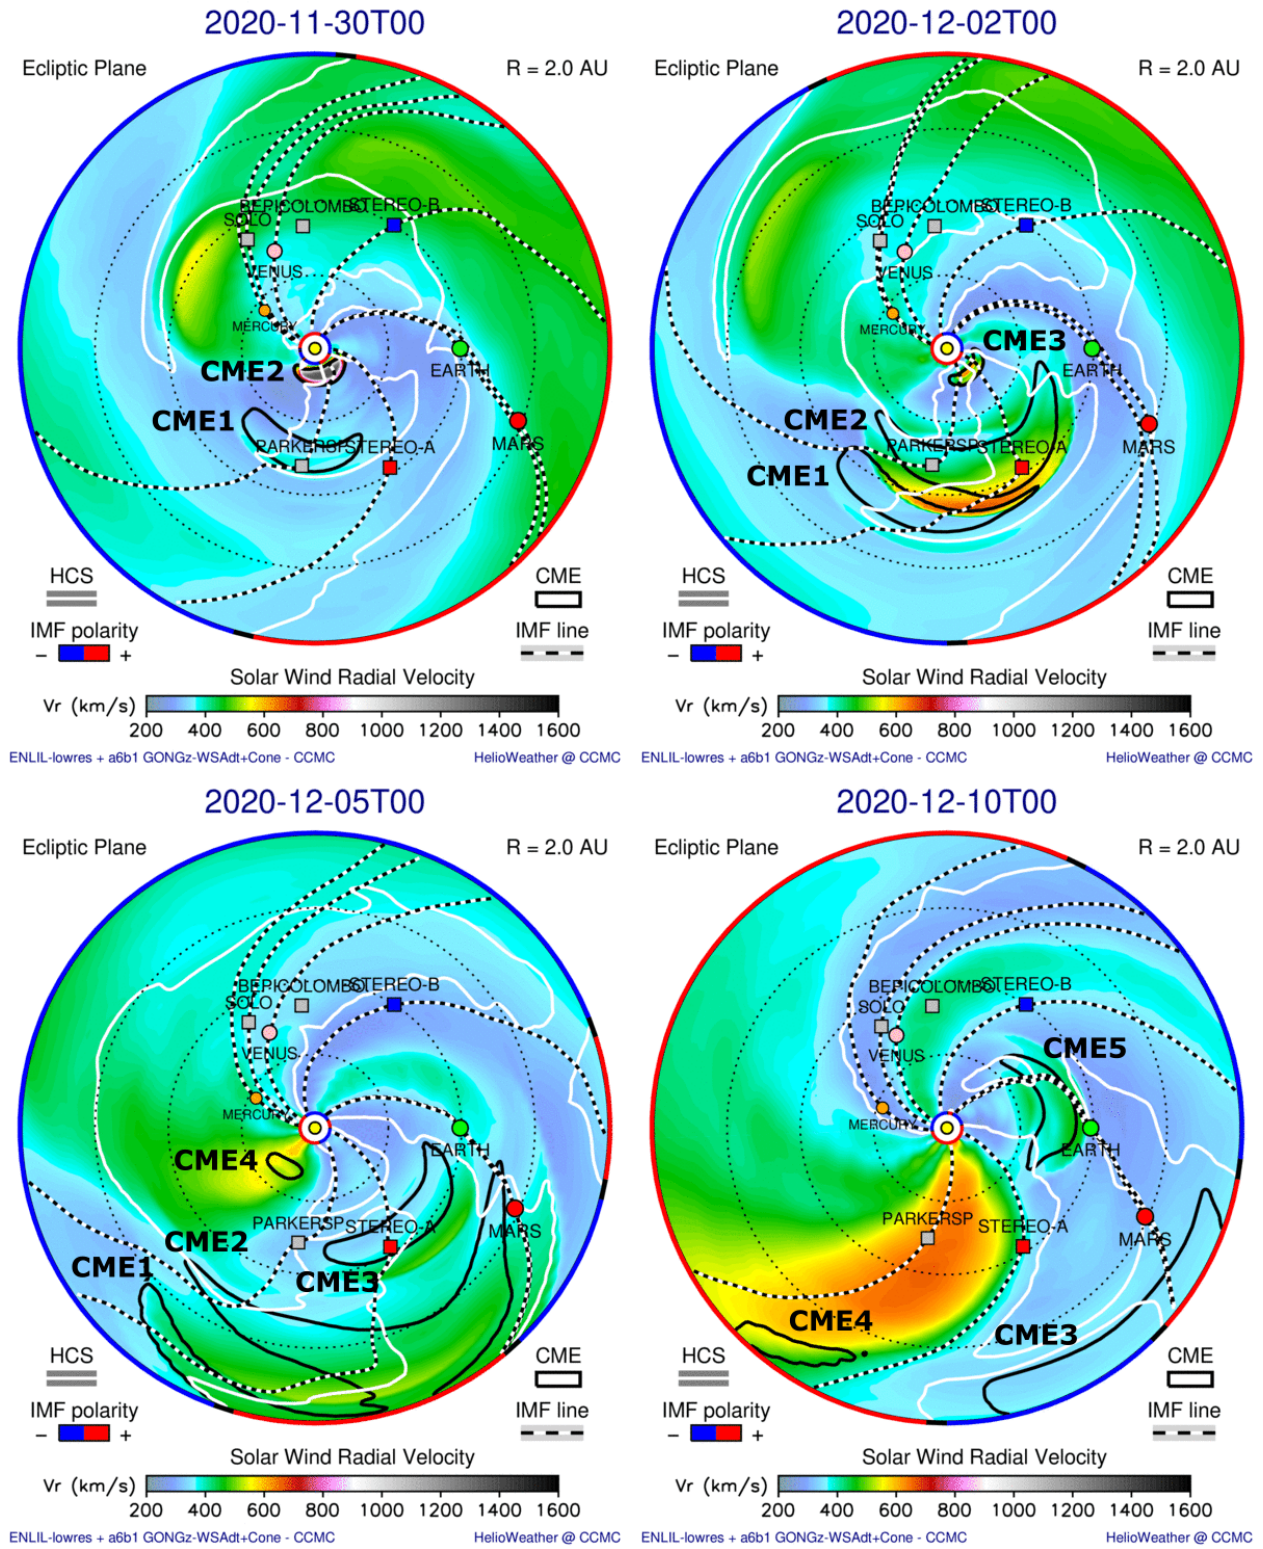 2020-11-30T00
Ecliptic Plane R = 2.0 AU
BEPICOLOMBO STEREO-B
SOLO
VENUS
MERCURY
CME2 EARTH
CME1
PARKERSP STEREO-A MARS
HCS CME
IMF polarity IMF line
– +
Solar Wind Radial Velocity
Vr (km/s)
200 400 600 800 1000 1200 1400 1600
ENLIL-lowres + a6b1 GONGz-WSAdt+Cone - CCMC HelioWeather @ CCMC
2020-12-02T00
Ecliptic Plane R = 2.0 AU
BEPICOLOMBO STEREO-B
SOLO
VENUS
MERCURY CME3
EARTH
CME2
PARKERSP STEREO-A MARS
CME1
HCS CME
IMF polarity IMF line
– +
Solar Wind Radial Velocity
Vr (km/s)
200 400 600 800 1000 1200 1400 1600
ENLIL-lowres + a6b1 GONGz-WSAdt+Cone - CCMC HelioWeather @ CCMC
2020-12-05T00
Ecliptic Plane R = 2.0 AU
BEPICOLOMBO STEREO-B
SOLO
VENUS
MERCURY
EARTH
CME4
PARKERSP STEREO-A MARS
CME2
CME1 CME3
HCS CME
IMF polarity IMF line
– +
Solar Wind Radial Velocity
Vr (km/s)
200 400 600 800 1000 1200 1400 1600
ENLIL-lowres + a6b1 GONGz-WSAdt+Cone - CCMC HelioWeather @ CCMC
2020-12-10T00
Ecliptic Plane R = 2.0 AU
BEPICOLOMBO STEREO-B
SOLO
VENUS CME5
MERCURY
EARTH
PARKERSP STEREO-A MARS
CME4 CME3
HCS CME
IMF polarity IMF line
– +
Solar Wind Radial Velocity
Vr (km/s)
200 400 600 800 1000 1200 1400 1600
ENLIL-lowres + a6b1 GONGz-WSAdt+Cone - CCMC HelioWeather @ CCMC